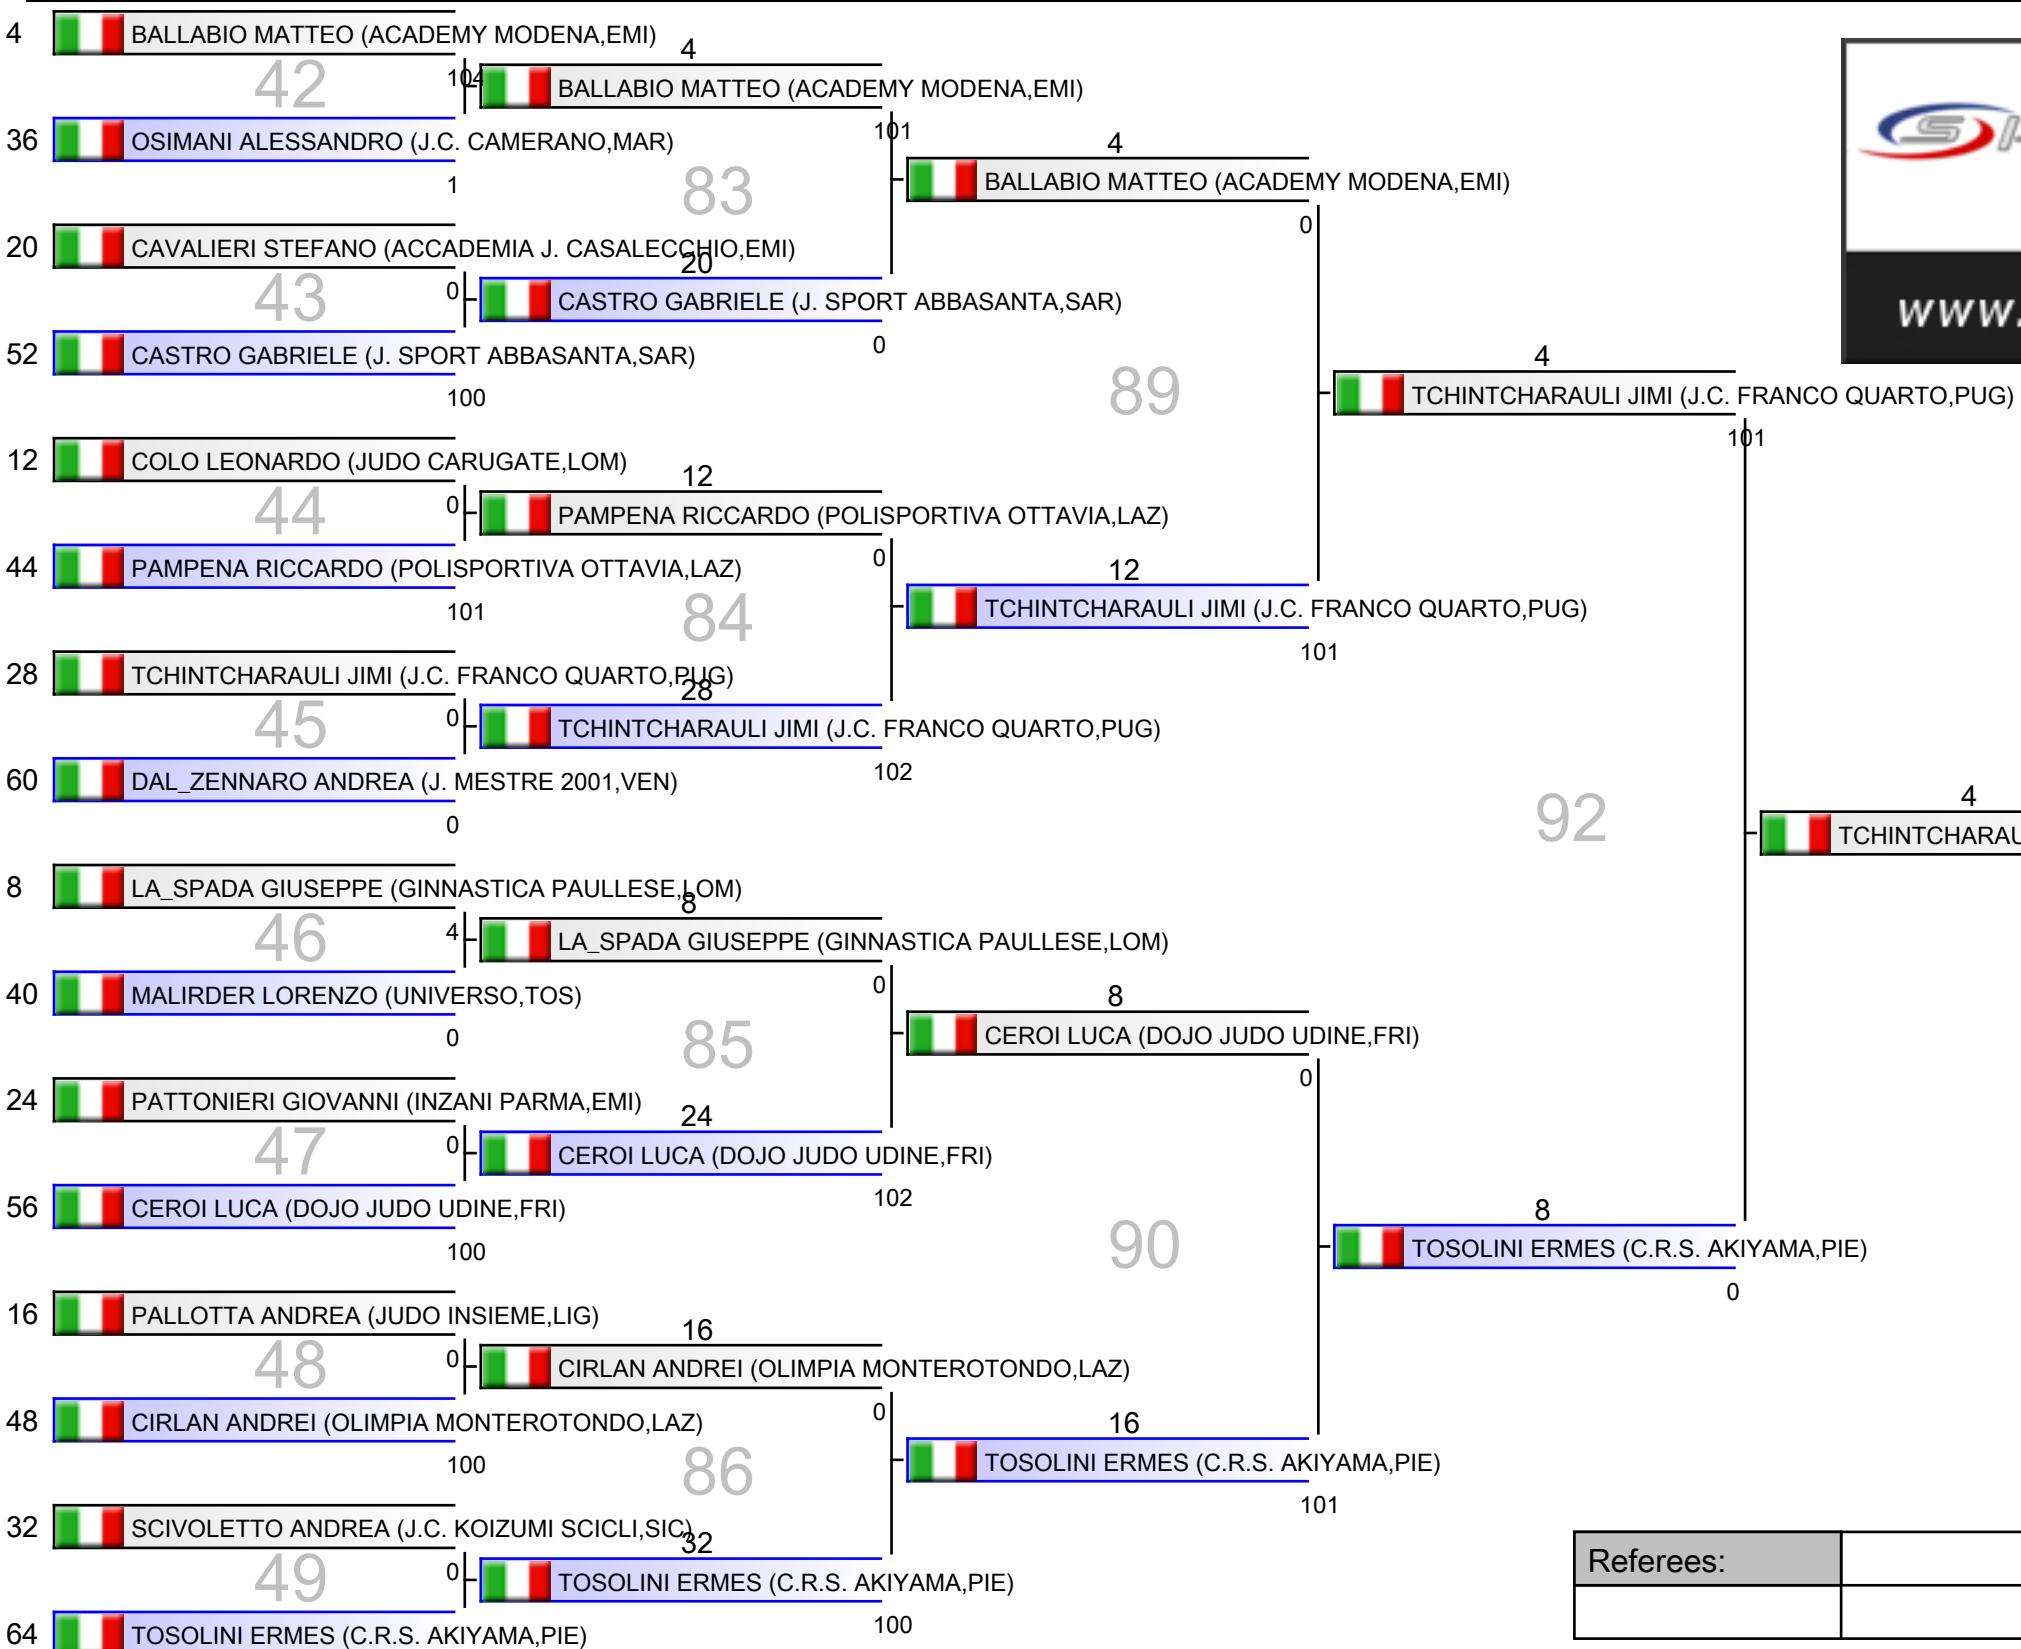 4 BALLABIO MATTEO (ACADEMY MODENA,EMI)
42
104
4
BALLABIO MATTEO (ACADEMY MODENA,EMI)
101
36 OSIMANI ALESSANDRO (J.C. CAMERANO,MAR)
1
83
4
BALLABIO MATTEO (ACADEMY MODENA,EMI)
0
20 CAVALIERI STEFANO (ACCADEMIA J. CASALECCHIO,EMI)
43
0
20
CASTRO GABRIELE (J. SPORT ABBASANTA,SAR)
0
52 CASTRO GABRIELE (J. SPORT ABBASANTA,SAR)
100
89
4
TCHINTCHARAULI JIMI (J.C. FRANCO QUARTO,PUG)
101
www.
12 COLO LEONARDO (JUDO CARUGATE,LOM)
44
0
12
PAMPENA RICCARDO (POLISPORTIVA OTTAVIA,LAZ)
0
44 PAMPENA RICCARDO (POLISPORTIVA OTTAVIA,LAZ)
101
84
12
TCHINTCHARAULI JIMI (J.C. FRANCO QUARTO,PUG)
101
28 TCHINTCHARAULI JIMI (J.C. FRANCO QUARTO,PUG)
45
0
28
TCHINTCHARAULI JIMI (J.C. FRANCO QUARTO,PUG)
102
60 DAL_ZENNARO ANDREA (J. MESTRE 2001,VEN)
0
92
4
TCHINTCHARAU
8 LA_SPADA GIUSEPPE (GINNASTICA PAULLESE,LOM)
46
4
8
LA_SPADA GIUSEPPE (GINNASTICA PAULLESE,LOM)
0
40 MALIRDER LORENZO (UNIVERSO,TOS)
0
85
8
CEROI LUCA (DOJO JUDO UDINE,FRI)
0
24 PATTONIERI GIOVANNI (INZANI PARMA,EMI)
47
0
24
CEROI LUCA (DOJO JUDO UDINE,FRI)
102
56 CEROI LUCA (DOJO JUDO UDINE,FRI)
100
90
8
TOSOLINI ERMES (C.R.S. AKIYAMA,PIE)
0
16 PALLOTTA ANDREA (JUDO INSIEME,LIG)
48
0
16
CIRLAN ANDREI (OLIMPIA MONTEROTONDO,LAZ)
0
48 CIRLAN ANDREI (OLIMPIA MONTEROTONDO,LAZ)
100
86
16
TOSOLINI ERMES (C.R.S. AKIYAMA,PIE)
101
32 SCIVOLETTO ANDREA (J.C. KOIZUMI SCICLI,SIC)
49
0
32
TOSOLINI ERMES (C.R.S. AKIYAMA,PIE)
100
64 TOSOLINI ERMES (C.R.S. AKIYAMA,PIE)
Referees: